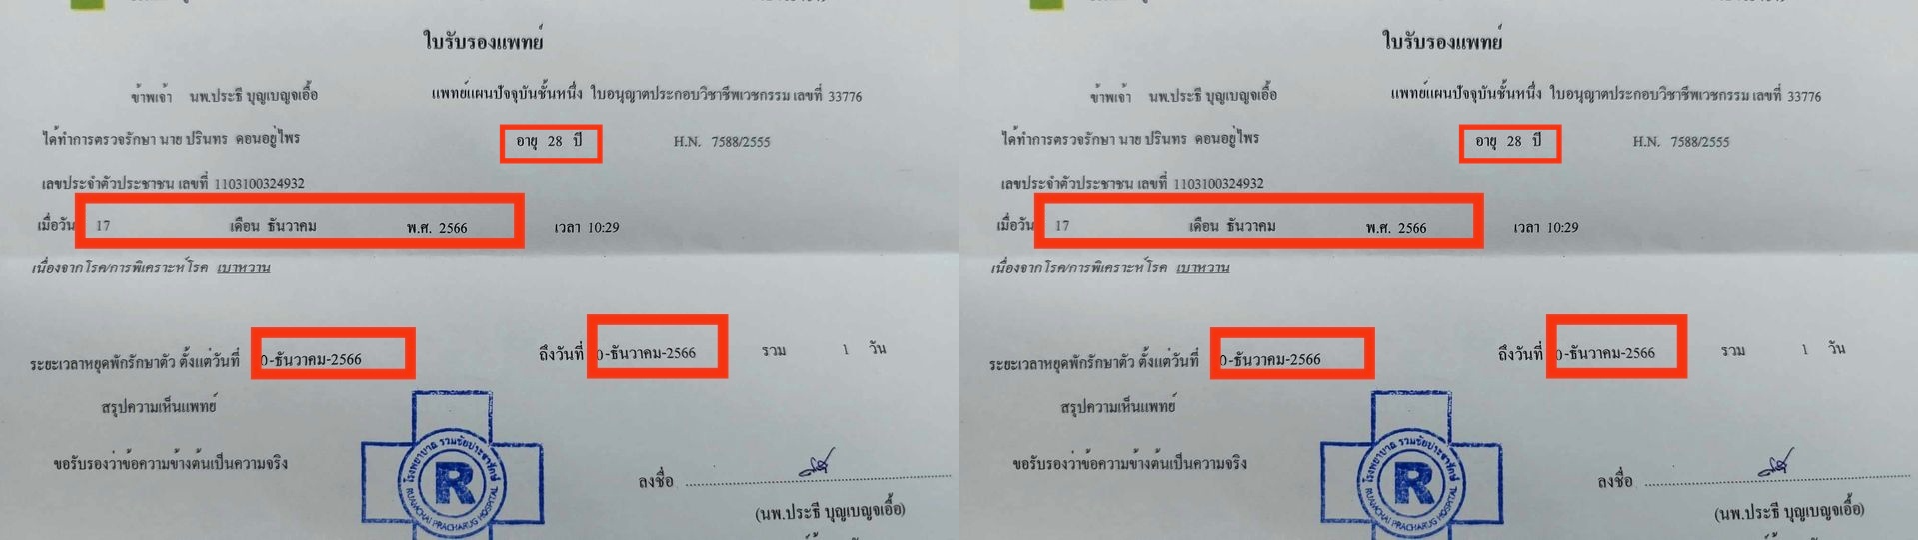 ใบรับรองแพทย์
ข้าพเจ้า นพ.ประธี บุญเบญจเอื้อ แพทย์แผนปัจจุบันชั้นหนึ่ง ใบอนุญาตประกอบวิชาชีพเวชกรรม เลขที่ 33776
ได้ทำการตรวจรักษา นาย ปรินทร ดอนอยู่ไพร อายุ 28 ปี H.N. 7588/2555
เลขประจำตัวประชาชน เลขที่ 1103100324932
เมื่อวัน 17 เดือน ธันวาคม พ.ศ. 2566 เวลา 10:29
เนื่องจากโรค/การพิเคราะห์โรค เบาหวาน
ระยะเวลาหยุดพักรักษาตัว ตั้งแต่วันที่ 0-ธันวาคม-2566 ถึงวันที่ 0-ธันวาคม-2566 รวม 1 วัน
สรุปความเห็นแพทย์
ขอรับรองว่าข้อความข้างต้นเป็นความจริง
โรงพยาบาล รวมชัยประชารักษ์
R
RUAMCHAI PRACHARUG HOSPITAL
ลงชื่อ
(นพ.ประธี บุญเบญจเอื้อ)
ใบรับรองแพทย์
ข้าพเจ้า นพ.ประธี บุญเบญจเอื้อ แพทย์แผนปัจจุบันชั้นหนึ่ง ใบอนุญาตประกอบวิชาชีพเวชกรรม เลขที่ 33776
ได้ทำการตรวจรักษา นาย ปรินทร ดอนอยู่ไพร อายุ 28 ปี H.N. 7588/2555
เลขประจำตัวประชาชน เลขที่ 1103100324932
เมื่อวัน 17 เดือน ธันวาคม พ.ศ. 2566 เวลา 10:29
เนื่องจากโรค/การพิเคราะห์โรค เบาหวาน
ระยะเวลาหยุดพักรักษาตัว ตั้งแต่วันที่ 0-ธันวาคม-2566 ถึงวันที่ 0-ธันวาคม-2566 รวม 1 วัน
สรุปความเห็นแพทย์
ขอรับรองว่าข้อความข้างต้นเป็นความจริง
โรงพยาบาล รวมชัยประชารักษ์
R
RUAMCHAI PRACHARUG HOSPITAL
ลงชื่อ
(นพ.ประธี บุญเบญจเอื้อ)